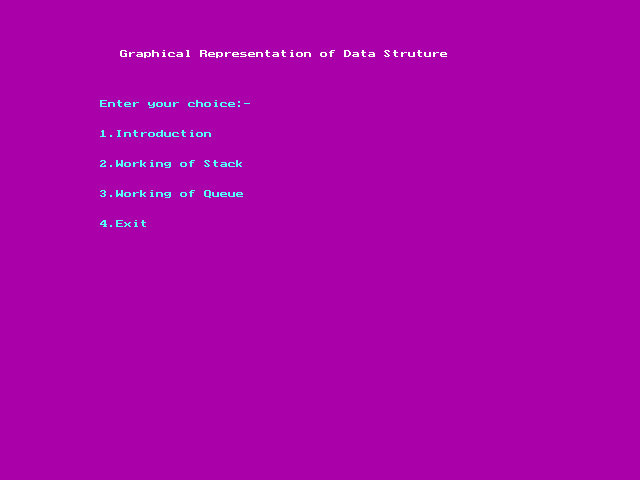 Graphical Representation of Data Struture
Enter your choice:-
1.Introduction
2.Working of Stack
3.Working of Queue
4.Exit